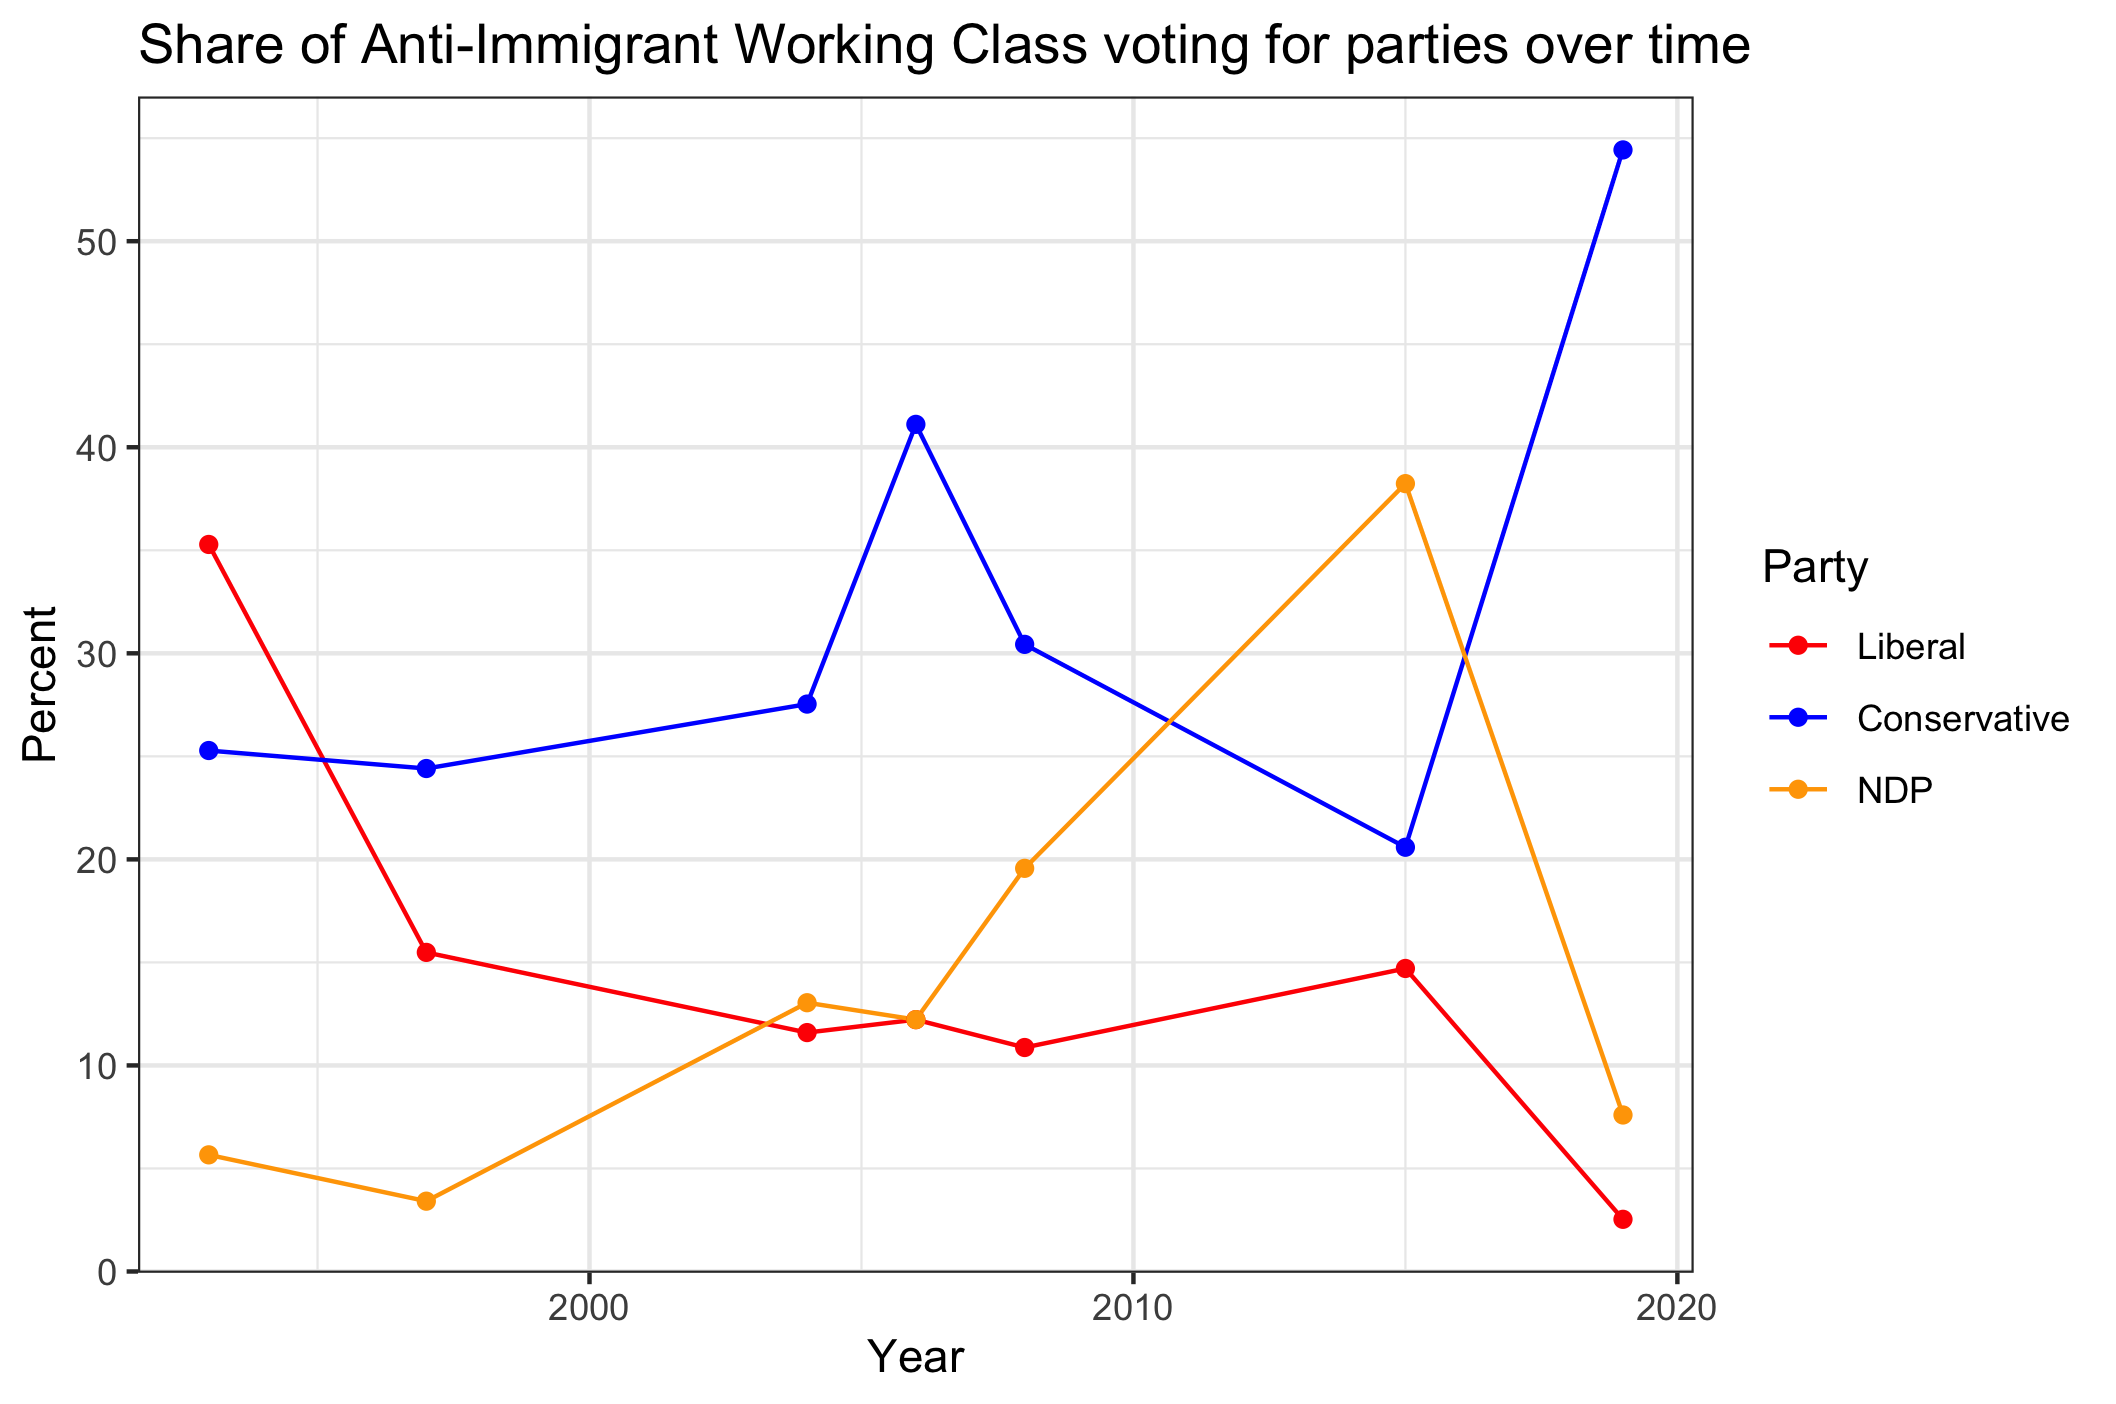 Share of Anti-Immigrant Working Class voting for parties over time
50
40
30
20
10
0
Percent
2000 2010 2020
Year
Party
Liberal
Conservative
NDP